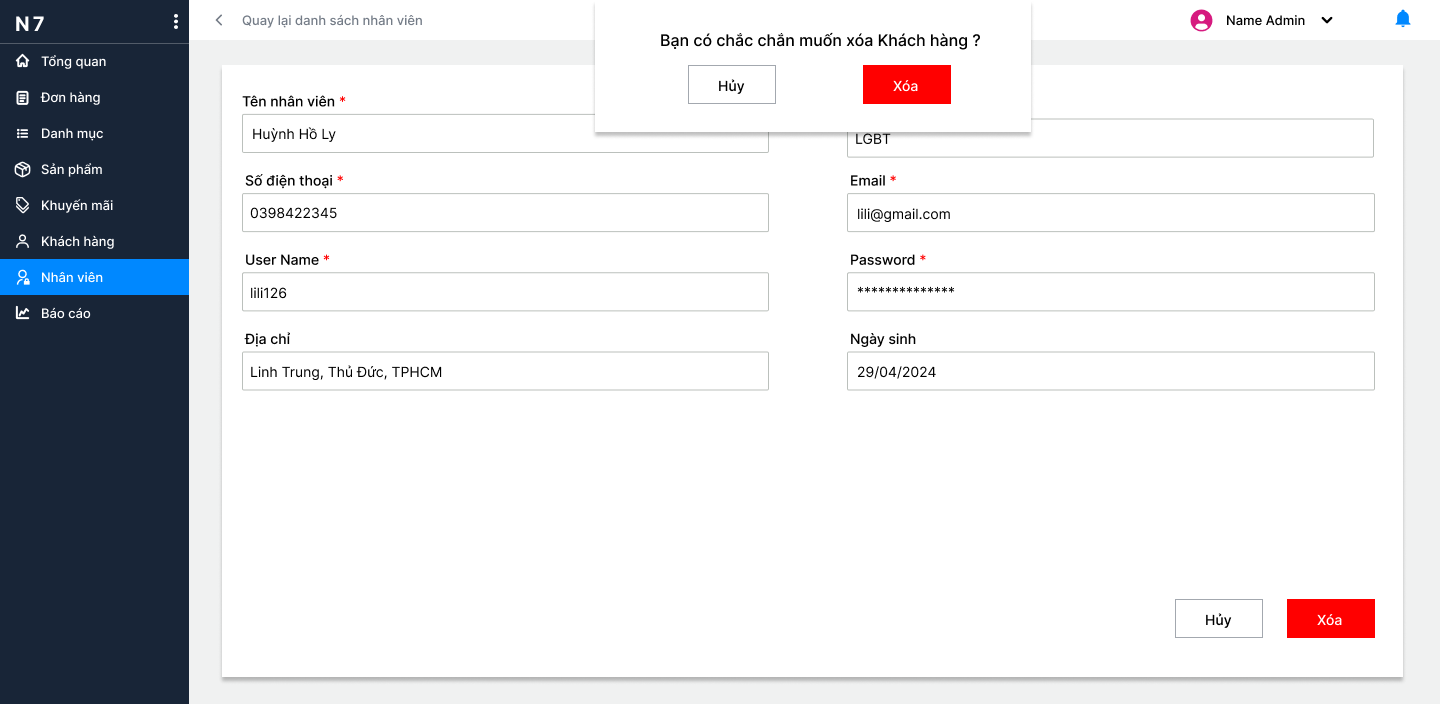 N7
Tổng quan
Đơn hàng
Danh mục
Sản phẩm
Khuyến mãi
Khách hàng
Nhân viên
Báo cáo
Quay lại danh sách nhân viên
Name Admin
Bạn có chắc chắn muốn xóa Khách hàng ?
Hủy
Xóa
Tên nhân viên *
Huỳnh Hồ Ly
LGBT
Số điện thoại *
0398422345
Email *
lili@gmail.com
User Name *
lili126
Password *
**************
Địa chỉ
Linh Trung, Thủ Đức, TPHCM
Ngày sinh
29/04/2024
Hủy
Xóa